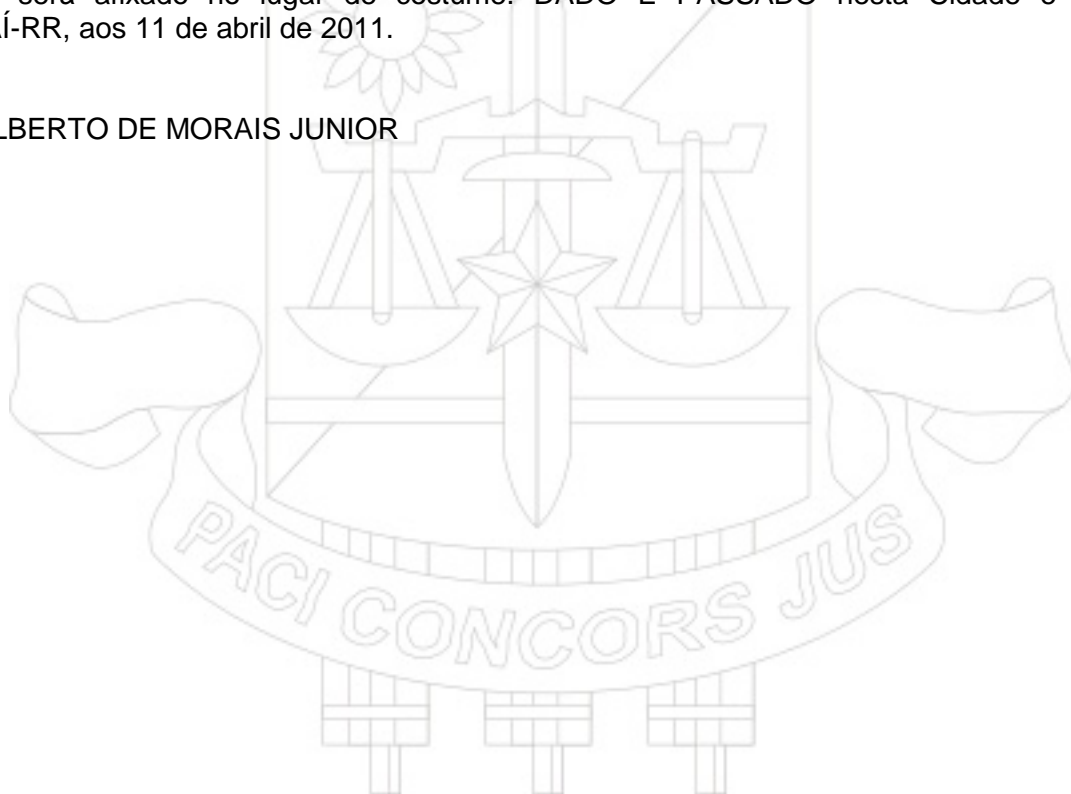 será afixado no lugar do costume. DADO E PASSADO nesta Cidade e
Í-RR, aos 11 de abril de 2011.
LBERTO DE MORAIS JUNIOR
PACI CONCORS JUS